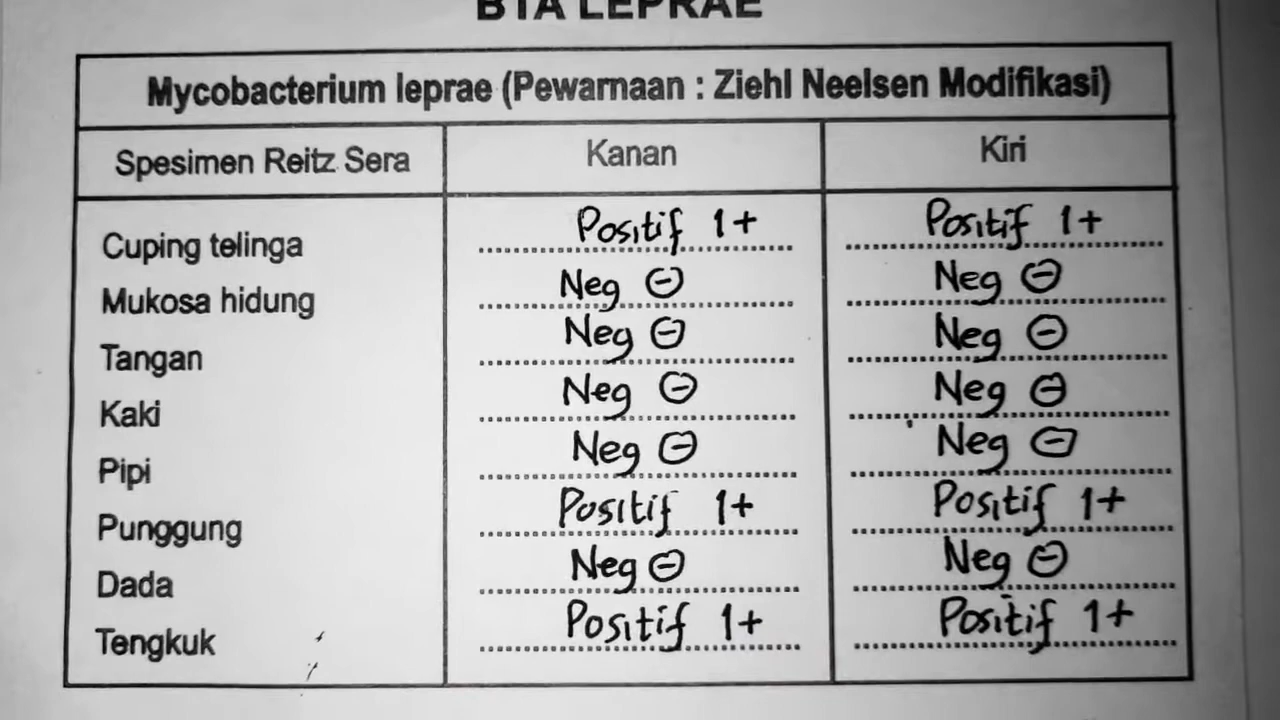 BTA LEPRAE
Mycobacterium leprae (Pewarnaan : Ziehl Neelsen Modifikasi)
Spesimen Reitz Sera Kanan Kiri
Cuping telinga Positif 1+ Positif 1+
Mukosa hidung Neg ⊖ Neg ⊖
Tangan Neg ⊖ Neg ⊖
Kaki Neg ⊖ Neg ⊖
Pipi Neg ⊖ Neg ⊖
Punggung Positif 1+ Positif 1+
Dada Neg ⊖ Neg ⊖
Tengkuk Positif 1+ Positif 1+